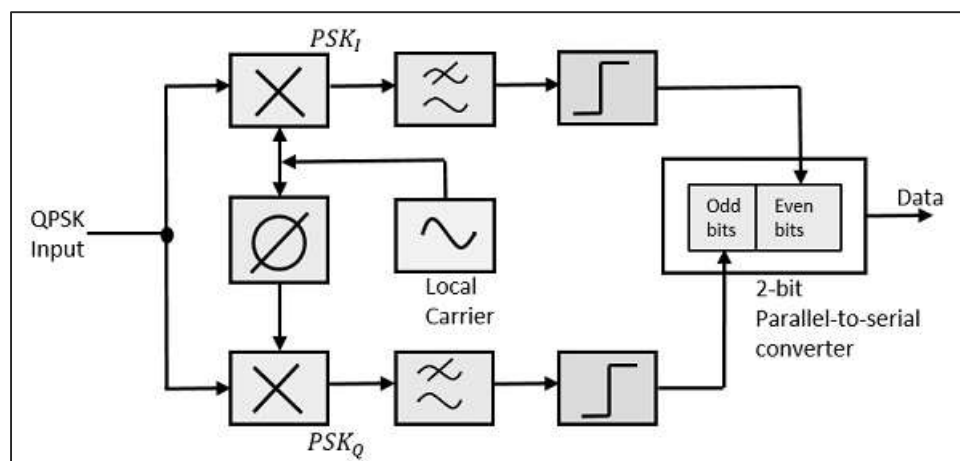 PSK_I
QPSK
Input
Local
Carrier
Odd
bits
Even
bits
Data
2-bit
Parallel-to-serial
converter
PSK_Q